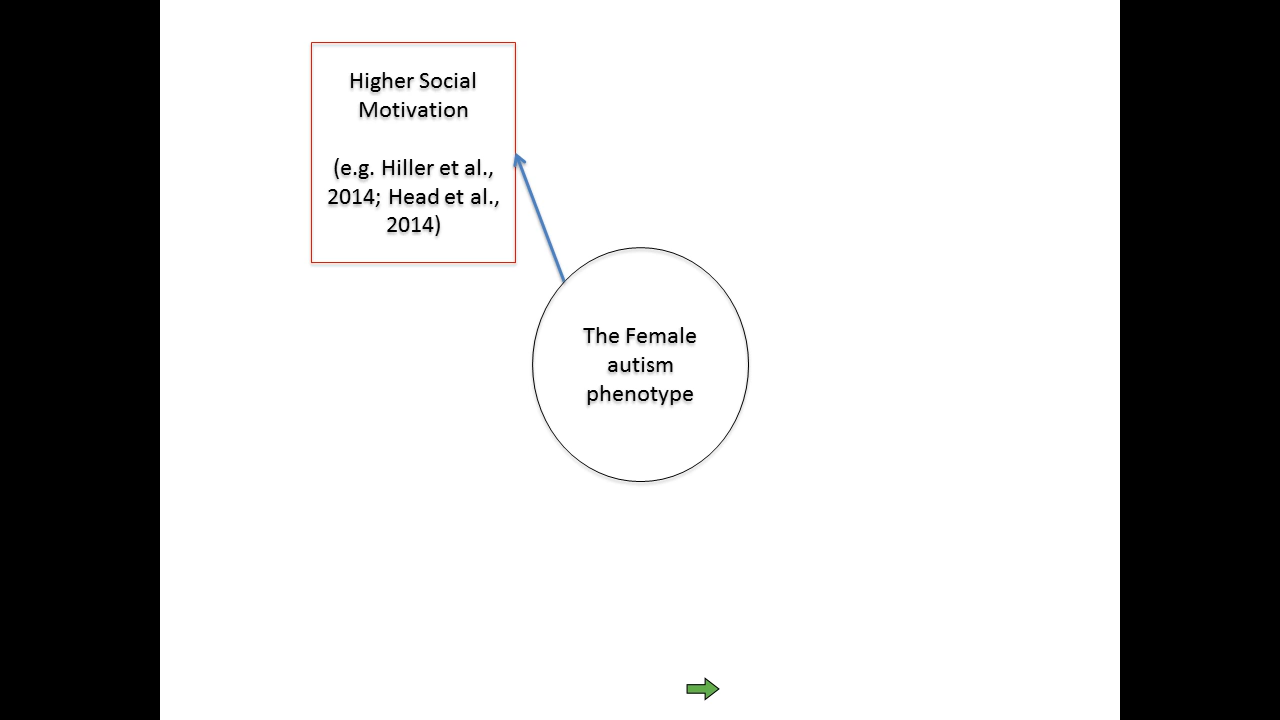 Higher Social
Motivation
(e.g. Hiller et al.,
2014; Head et al.,
2014)
The Female
autism
phenotype